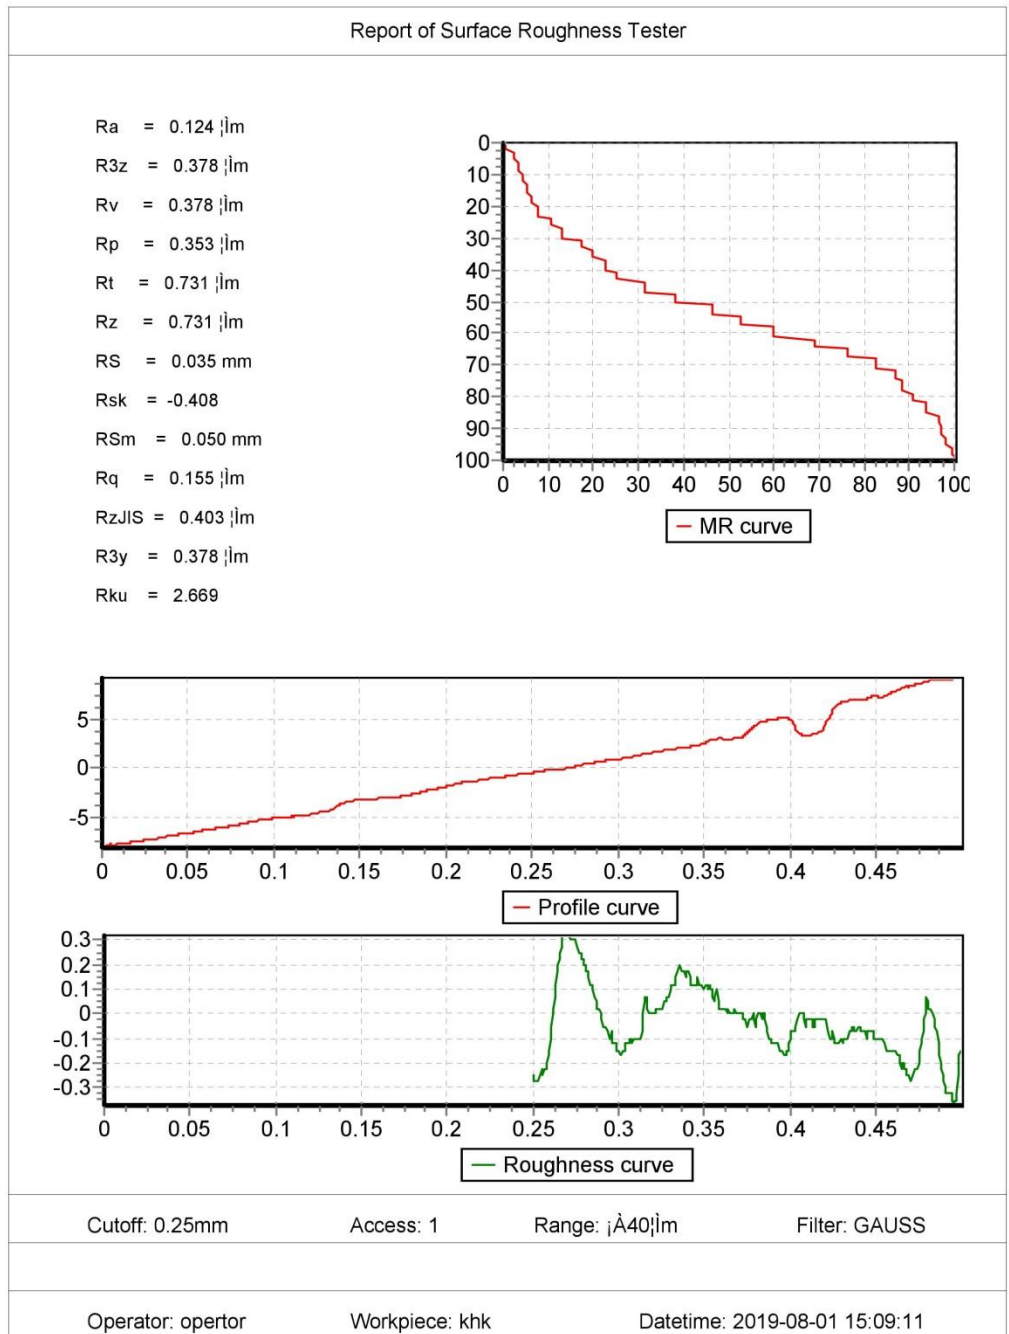 Report of Surface Roughness Tester
Ra = 0.124 ¦Ìm
R3z = 0.378 ¦Ìm
Rv = 0.378 ¦Ìm
Rp = 0.353 ¦Ìm
Rt = 0.731 ¦Ìm
Rz = 0.731 ¦Ìm
RS = 0.035 mm
Rsk = -0.408
RSm = 0.050 mm
Rq = 0.155 ¦Ìm
RzJIS = 0.403 ¦Ìm
R3y = 0.378 ¦Ìm
Rku = 2.669
0
10
20
30
40
50
60
70
80
90
100
0 10 20 30 40 50 60 70 80 90 100
MR curve
5
0
-5
0 0.05 0.1 0.15 0.2 0.25 0.3 0.35 0.4 0.45
Profile curve
0.3
0.2
0.1
0
-0.1
-0.2
-0.3
0 0.05 0.1 0.15 0.2 0.25 0.3 0.35 0.4 0.45
Roughness curve
Cutoff: 0.25mm Access: 1 Range: ¡À40¦Ìm Filter: GAUSS
Operator: opertor Workpiece: khk Datetime: 2019-08-01 15:09:11